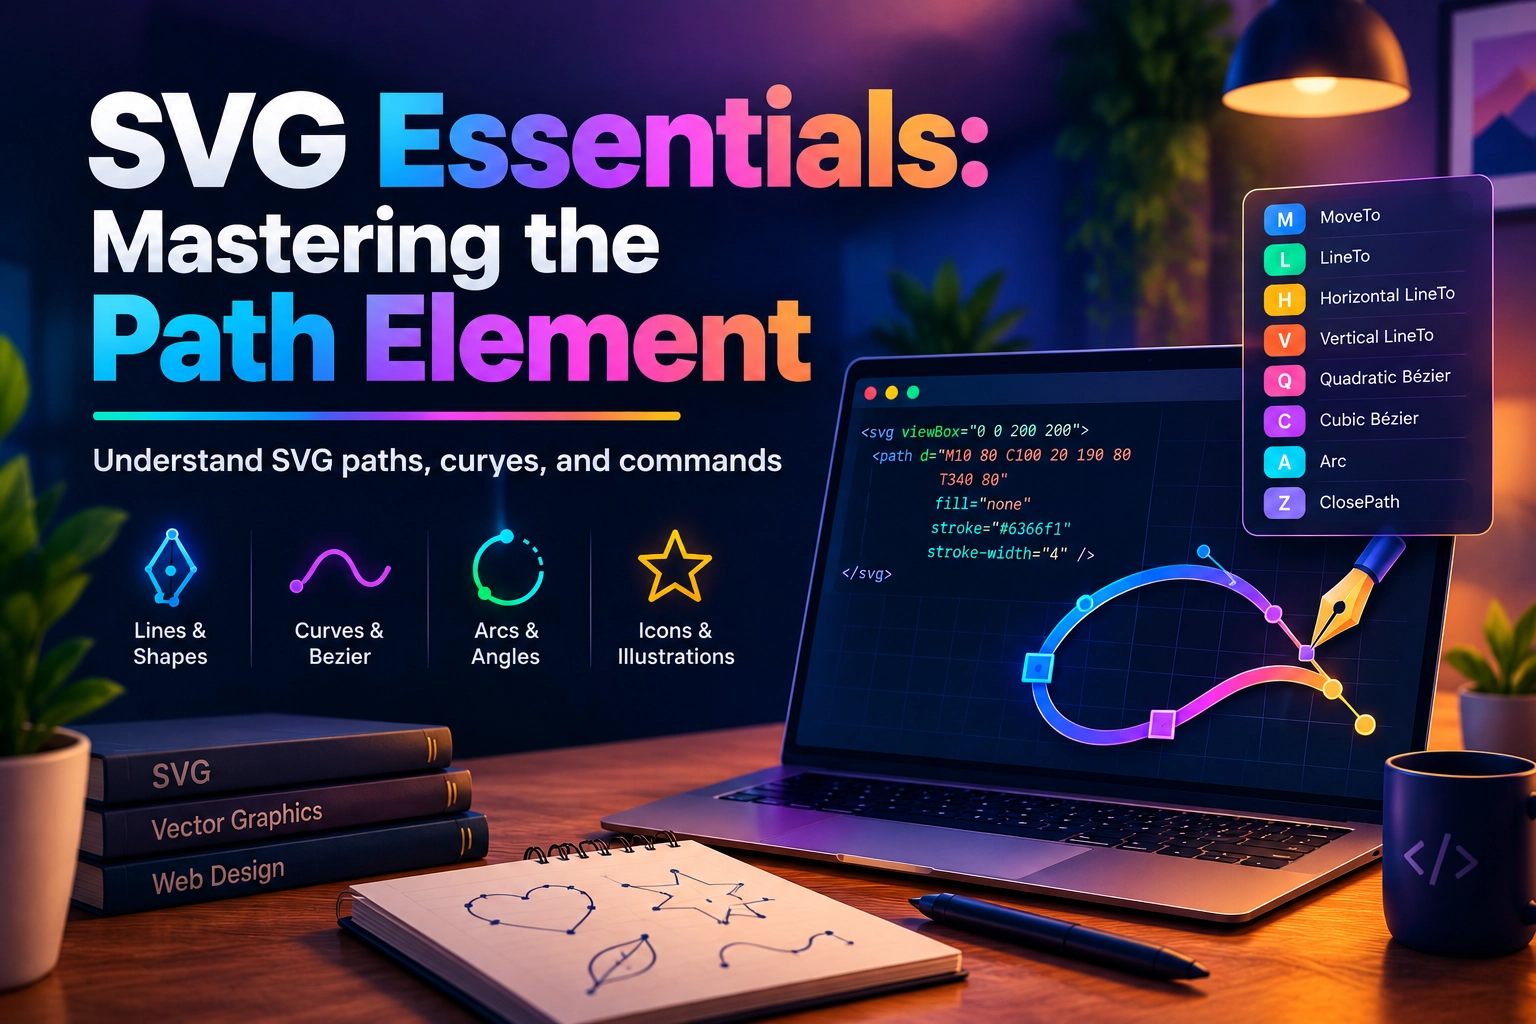 SVG Essentials:
Mastering the
Path Element
Understand SVG paths, curyes, and commands
Lines &
Shapes
Curves &
Bezier
Arcs &
Angles
Icons &
Illustrations
M MoveTo
L LineTo
H Horizontal LineTo
V Vertical LineTo
Q Quadratic Bézier
C Cubic Bézier
A Arc
Z ClosePath
<svg viewBox="0 0 200 200">
<path d="M10 80 C100 20 190 80
T340 80"
fill="none"
stroke="#6366f1"
stroke-width="4" />
</svg>
SVG
Vector Graphics
Web Design
</>